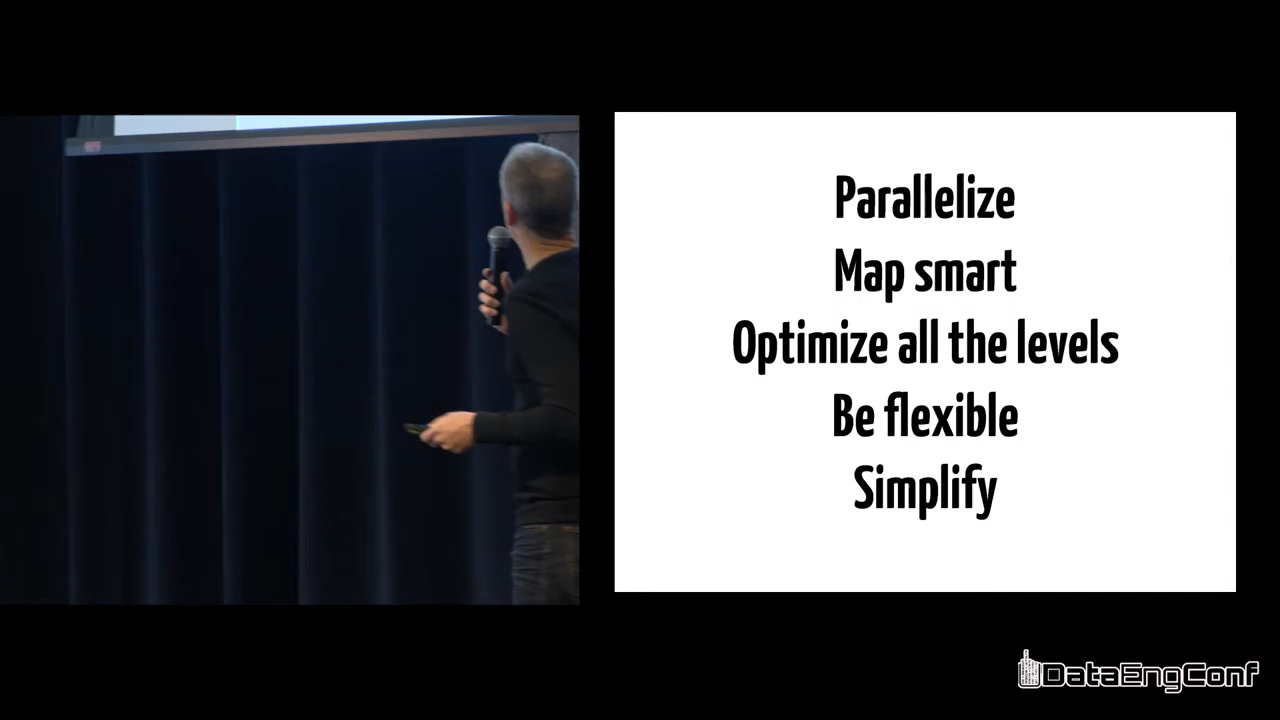 Parallelize
Map smart
Optimize all the levels
Be flexible
Simplify
DataEngConf